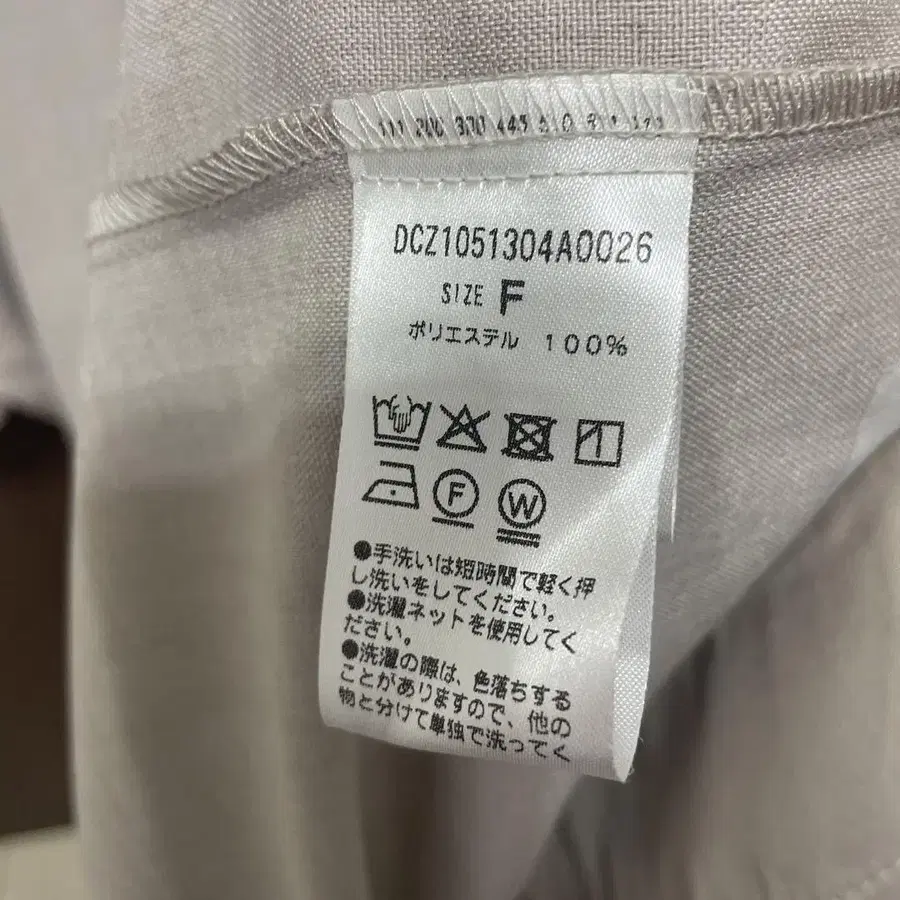 DCZ1051304A0026
SIZE F
ポリエステル 100%
F W
●手洗いは短時間で軽く押
し洗いをしてください。
●洗濯ネットを使用してく
ださい。
●洗濯の際は、色落ちする
ことがありますので、他の
物と分けて単独で洗ってく